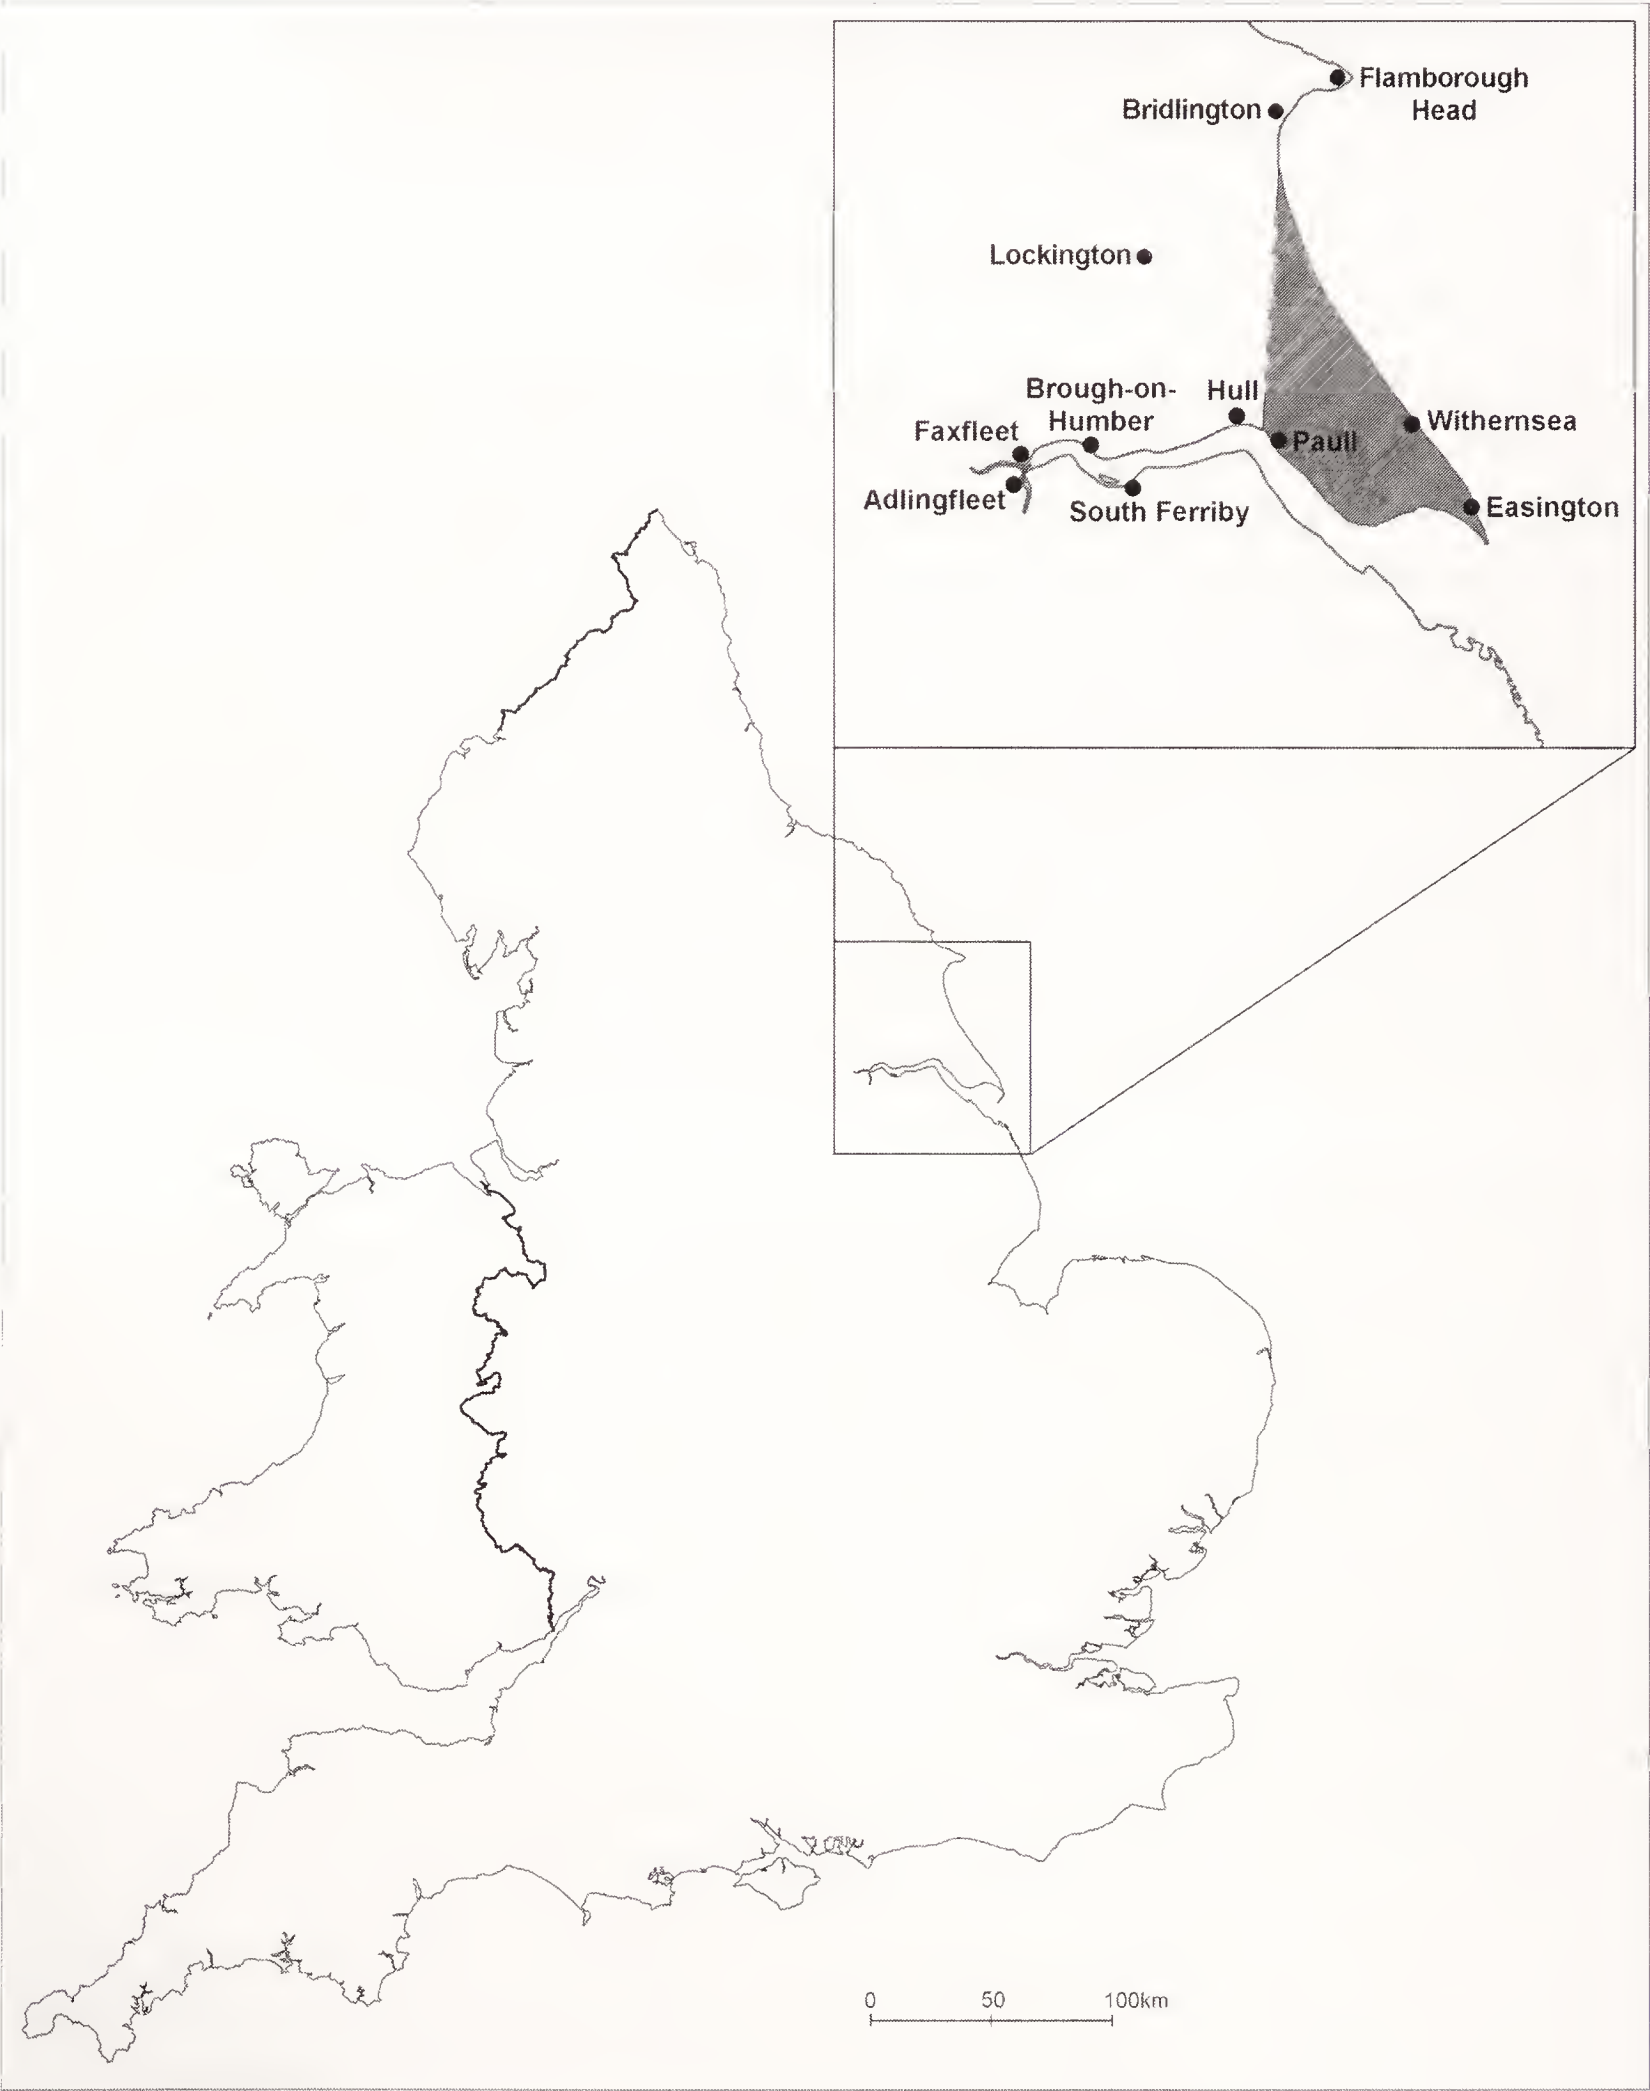 Flamborough
Head
Bridlington
Lockington
Brough-on-
Humber
Hull
Faxfleet
Withernsea
Paull
Adlingfleet
South Ferriby
Easington
0 50 100km